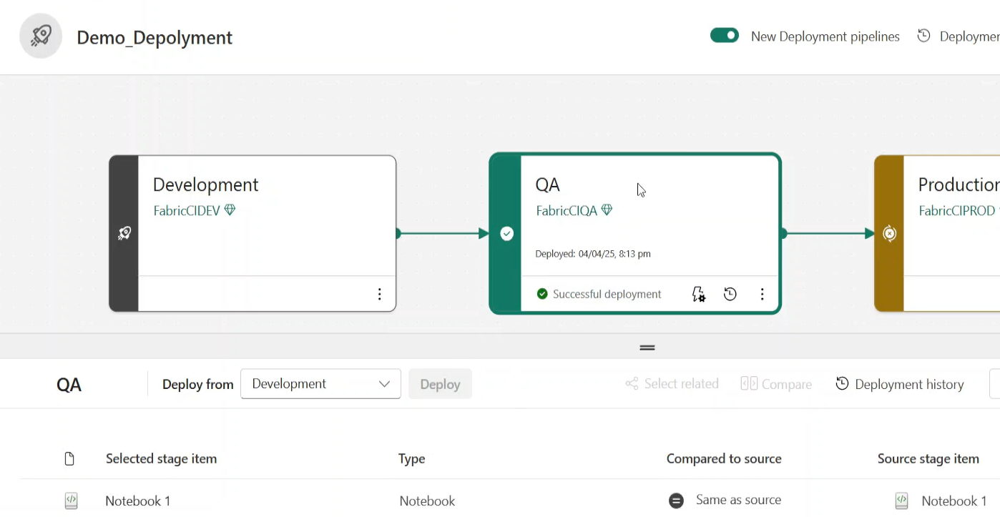 Demo_Depolyment
New Deployment pipelines
Deploymen
Development
FabricCIDEV
QA
FabricCIQA
Deployed: 04/04/25, 8:13 pm
Successful deployment
Production
FabricCIPROD
QA
Deploy from
Development
Deploy
Select related
Compare
Deployment history
Selected stage item
Type
Compared to source
Source stage item
Notebook 1
Notebook
Same as source
Notebook 1